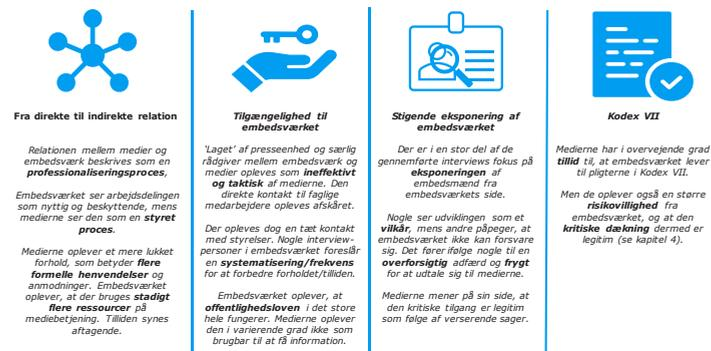 Fra direkte til indirekte relation
Relationen mellem medier og
embedsværk beskrives som en
professionaliseringsproces,
Embedsværket ser arbejdsdelingen
som nyttig og beskyttende, mens
medierne ser den som en styret
proces.
Medierne oplever et mere lukket
forhold, som betyder flere
formelle henvendelser og
anmodninger. Embedsværket
oplever, at der bruges stadigt
flere ressourcer på
mediebetjening. Tilliden synes
aftagende.
Tilgængelighed til
embedsværket
'Laget' af presseenhed og særlig
rådgiver mellem embedsværk og
medier opleves som ineffektivt
og taktisk af medierne. Den
direkte kontakt til faglige
medarbejdere opleves afskåret.
Der opleves dog en tæt kontakt
med styrelser. Nogle interview-
personer i embedsværket foreslår
en systematisering/frekvens
for at forbedre forholdet/tilliden.
Embedsværket oplever, at
offentlighedsloven i det store
hele fungerer. Medierne oplever
den i varierende grad ikke som
brugbar til at få information.
Stigende eksponering af
embedsværket
Der er i en stor del af de
gennemførte interviews fokus på
eksponeringen af
embedsmænd fra
embedsværkets side.
Nogle ser udviklingen som et
vilkår, mens andre påpeger, at
embedsværket ikke kan forsvare
sig. Det fører ifølge nogle til en
overforsigtig adfærd og frygt
for at udtale sig til medierne.
Medierne mener på sin side, at
den kritiske tilgang er legitim
som følge af verserende sager.
Kodex VII
Medierne har i overvejende grad
tillid til, at embedsværket lever
til pligterne i Kodex VII.
Men de oplever også en større
risikovillighed fra
embedsværket, og at den
kritiske dækning dermed er
legitim (se kapitel 4).